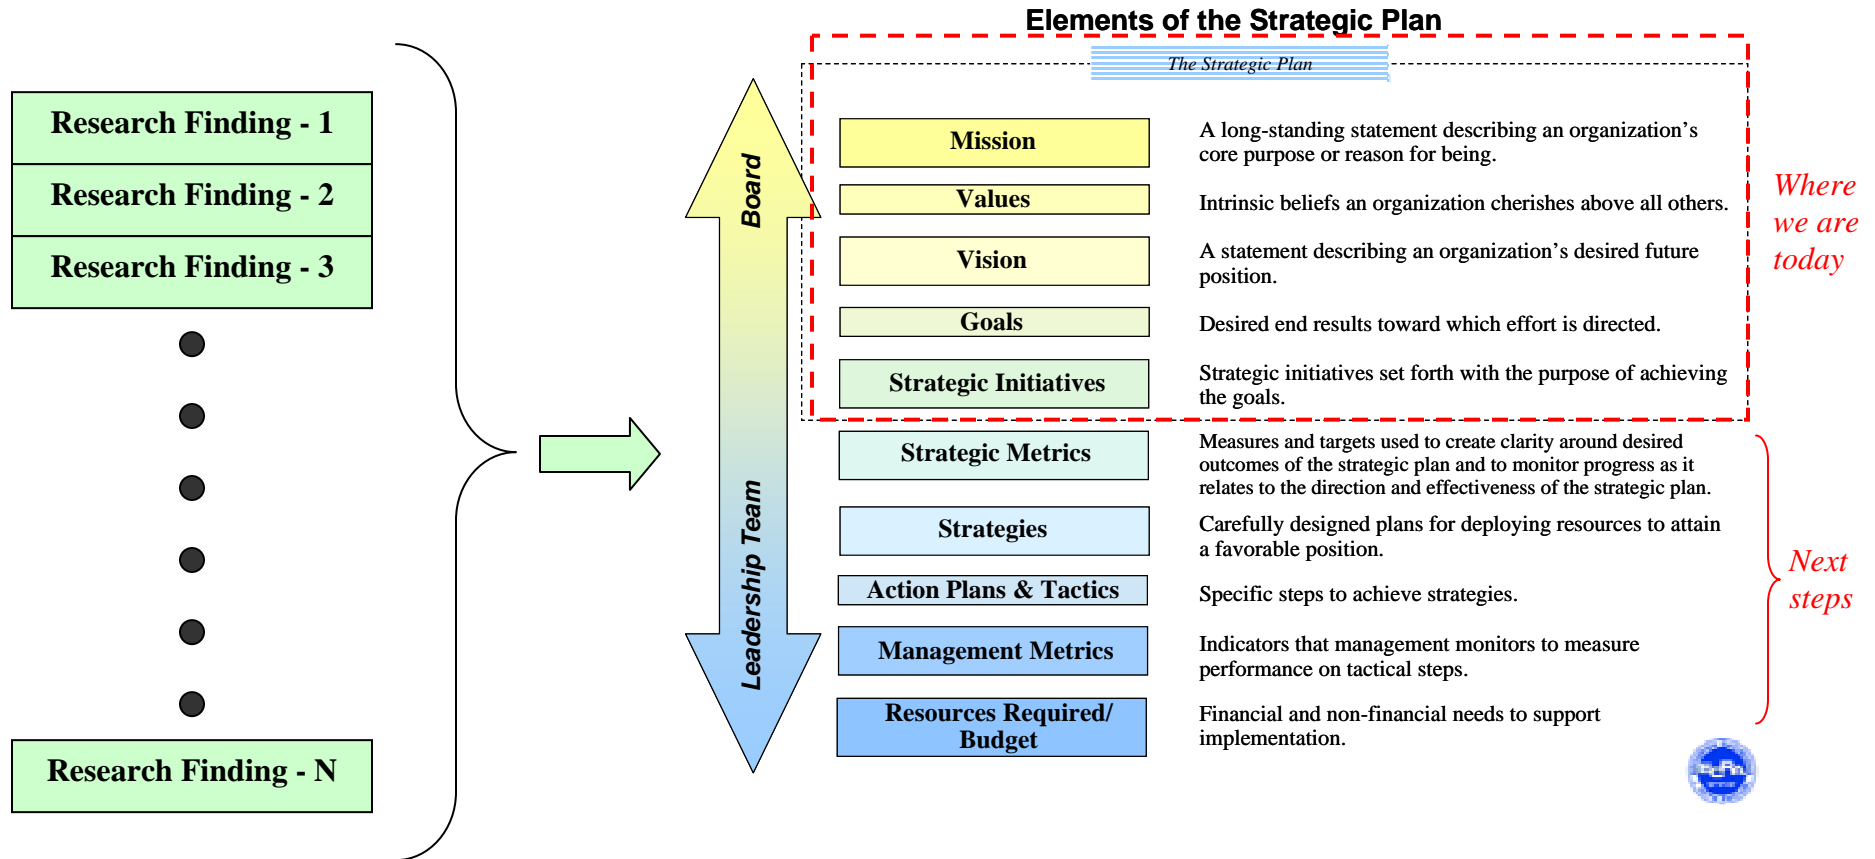 Elements of the Strategic Plan
The Strategic Plan
Research Finding - 1
Research Finding - 2
Research Finding - 3
Research Finding - N
Board
Leadership Team
Mission
A long-standing statement describing an organization’s
core purpose or reason for being.
Values
Intrinsic beliefs an organization cherishes above all others.
Vision
A statement describing an organization’s desired future
position.
Goals
Desired end results toward which effort is directed.
Strategic Initiatives
Strategic initiatives set forth with the purpose of achieving
the goals.
Where
we are
today
Strategic Metrics
Measures and targets used to create clarity around desired
outcomes of the strategic plan and to monitor progress as it
relates to the direction and effectiveness of the strategic plan.
Strategies
Carefully designed plans for deploying resources to attain
a favorable position.
Action Plans & Tactics
Specific steps to achieve strategies.
Management Metrics
Indicators that management monitors to measure
performance on tactical steps.
Resources Required/
Budget
Financial and non-financial needs to support
implementation.
Next
steps